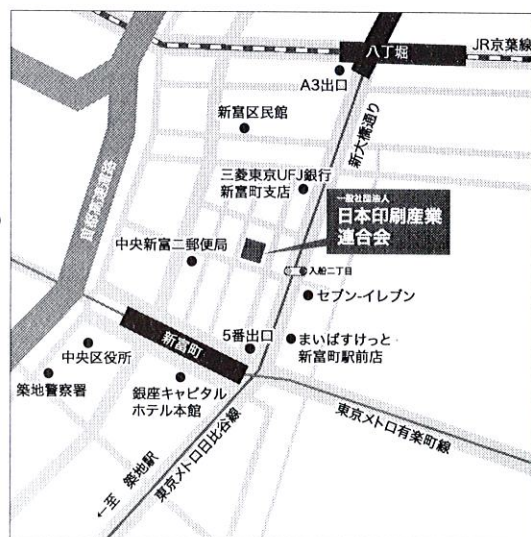 JR京葉線
八丁堀
A3出口
新大橋通り
新富区民館
首都高速道路
三菱東京UFJ銀行
新富町支店
一般社団法人
日本印刷産業
連合会
中央新富二郵便局
入船二丁目
セブン-イレブン
新富町
5番出口
まいばすけっと
新富町駅前店
中央区役所
築地警察署
銀座キャピタル
ホテル本館
東京メトロ日比谷線
東京メトロ有楽町線
←至 築地駅